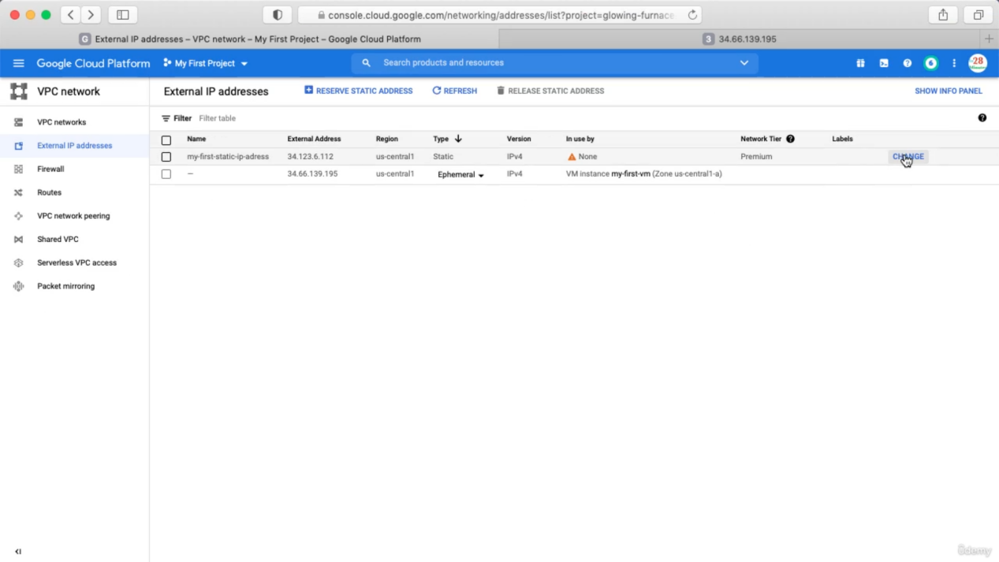 console.cloud.google.com/networking/addresses/list?project=glowing-furnace
G External IP addresses – VPC network – My First Project – Google Cloud Platform
3 34.66.139.195
Google Cloud Platform My First Project Search products and resources
VPC network External IP addresses RESERVE STATIC ADDRESS REFRESH RELEASE STATIC ADDRESS SHOW INFO PANEL
VPC networks
External IP addresses
Firewall
Routes
VPC network peering
Shared VPC
Serverless VPC access
Packet mirroring
Filter Filter table
Name External Address Region Type Version In use by Network Tier Labels
my-first-static-ip-adress 34.123.6.112 us-central1 Static IPv4 None Premium CHANGE
— 34.66.139.195 us-central1 Ephemeral IPv4 VM instance my-first-vm (Zone us-central1-a)
ûdemy